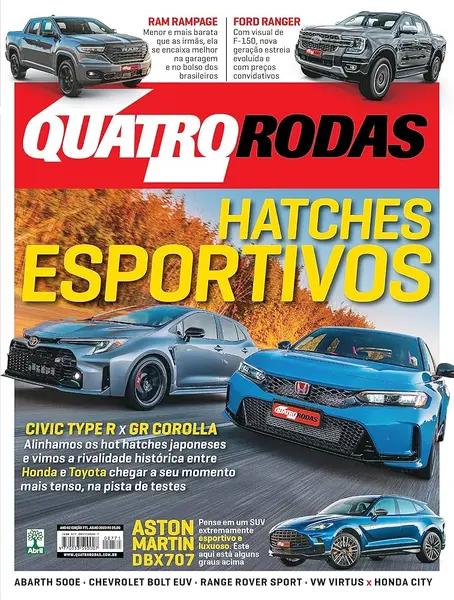 RAM RAMPAGE
Menor e mais barata
que as irmãs, ela
se encaixa melhor
na garagem
e no bolso dos
brasileiros
FORD RANGER
Com visual de
F-150, nova
geração estreia
evoluída e
com preços
convidativos
QUATRO RODAS
HATCHES
ESPORTIVOS
CIVIC TYPE R x GR COROLLA
Alinhamos os hot hatches japoneses
e vimos a rivalidade histórica entre
Honda e Toyota chegar a seu momento
mais tenso, na pista de testes
QUATRO RODAS
Abril
WWW.QUATRORODAS.COM.BR
ASTON
MARTIN
DBX707
Pense em um SUV
extremamente
esportivo e
luxuoso. Este
aqui está alguns
graus acima
ABARTH 500E · CHEVROLET BOLT EUV · RANGE ROVER SPORT · VW VIRTUS x HONDA CITY